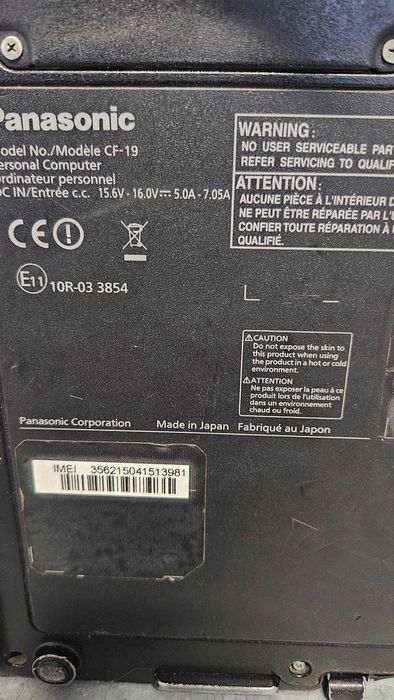 Panasonic
Model No./Modèle CF-19
Personal Computer
Ordinateur personnel
DC IN/Entrée c.c. 15.6V - 16.0V 5.0A - 7.05A
CE
E11 10R-03 3854
WARNING:
NO USER SERVICEABLE PAR
REFER SERVICING TO QUALIF
ATTENTION:
AUCUNE PIÈCE À L'INTÉRIEUR D
NE PEUT ÊTRE RÉPARÉE PAR L'U
CONFIER TOUTE RÉPARATION À
QUALIFIÉ.
CAUTION
Do not expose the skin to
this product when using
the product in a hot or cold
environment.
ATTENTION
Ne pas exposer la peau à ce
produit lors de l'utilisation
dans un environnement
chaud ou froid.
Panasonic Corporation Made in Japan Fabriqué au Japon
IMEI 356215041513981